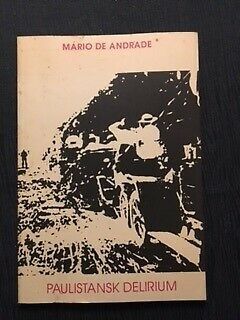 MÁRIO DE ANDRADE
PAULISTANSK DELIRIUM